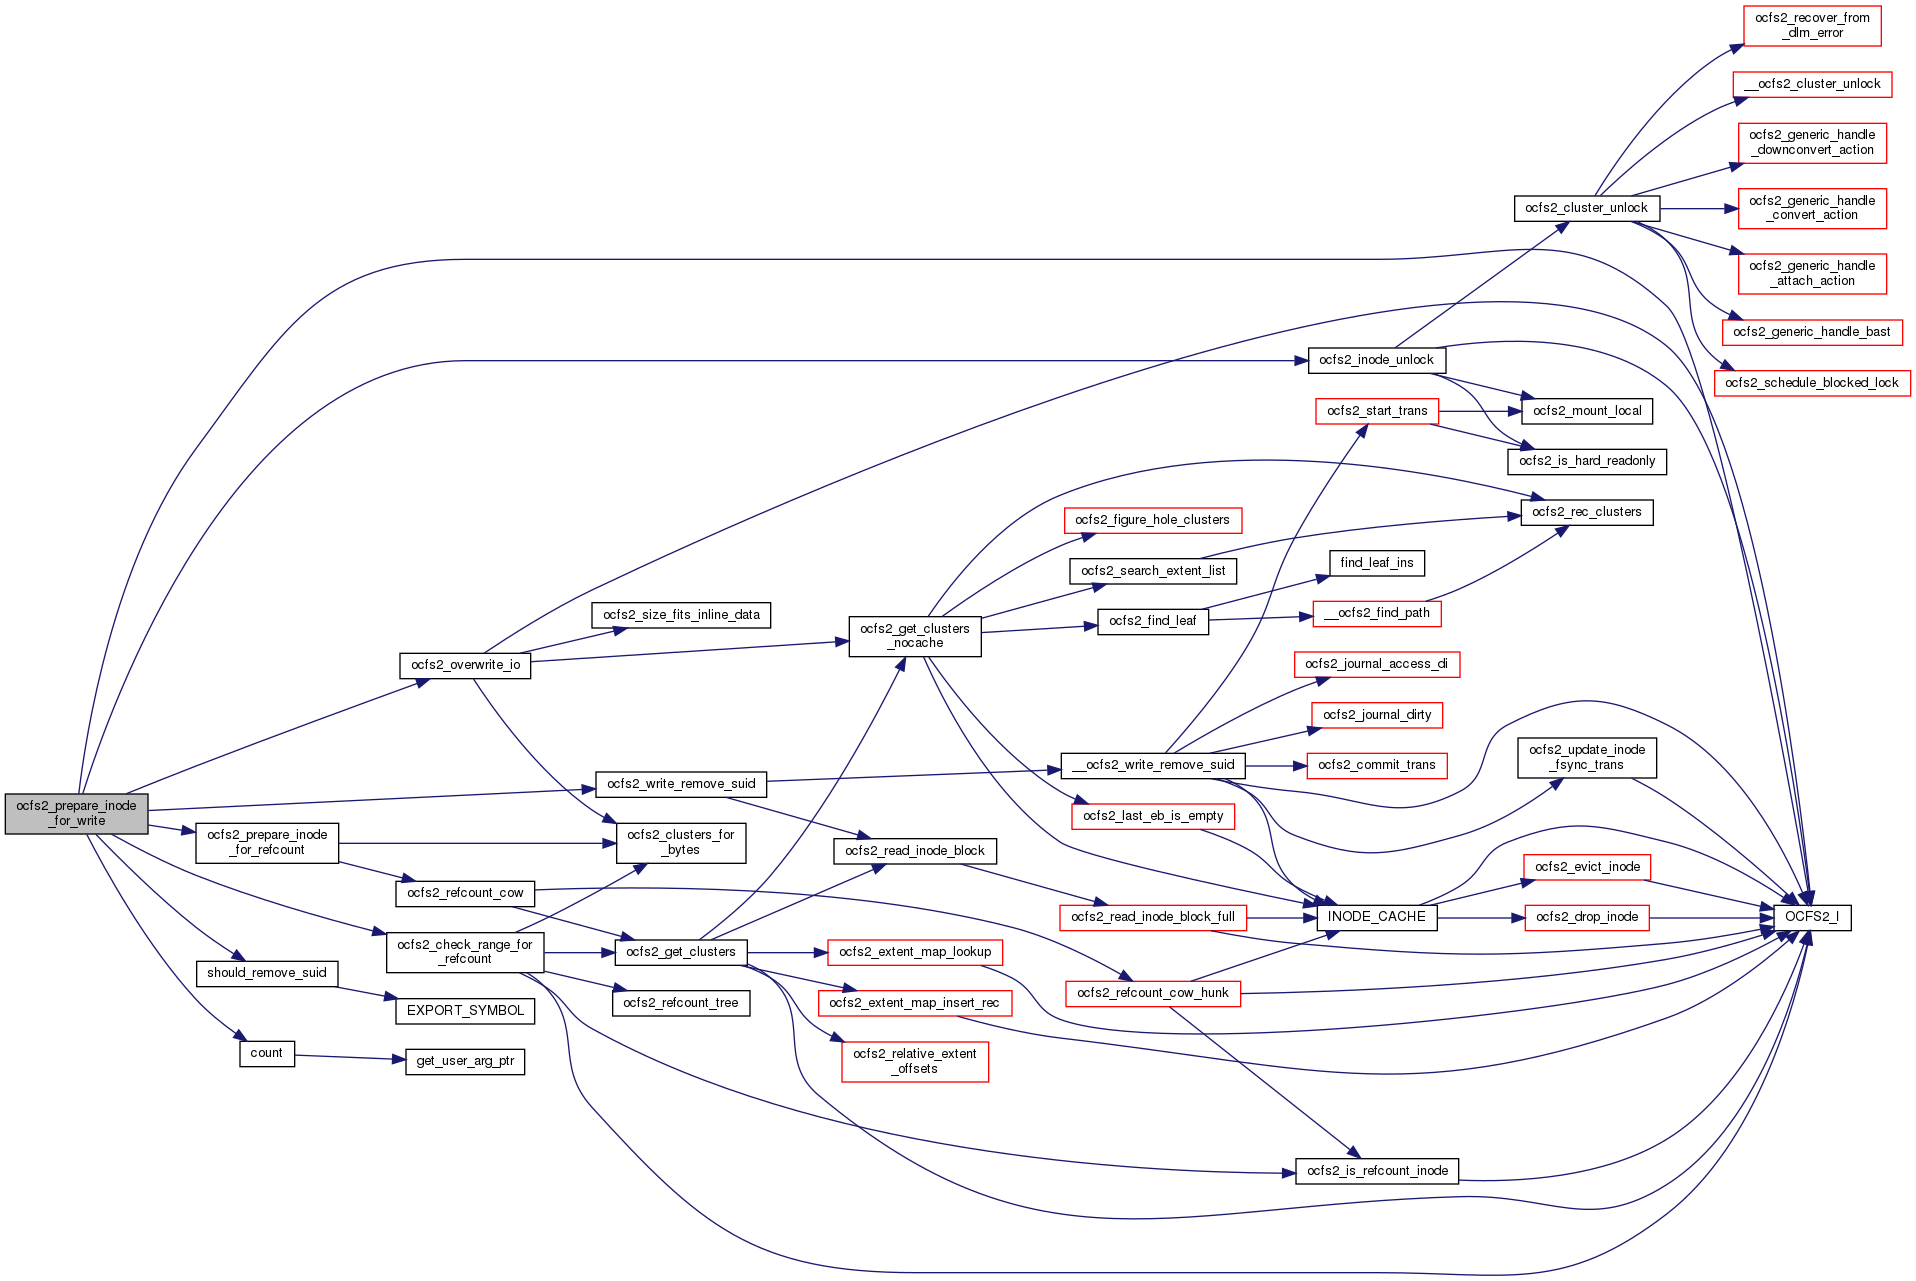 ocfs2_recover_from
_dlm_error
__ocfs2_cluster_unlock
ocfs2_generic_handle
_downconvert_action
ocfs2_cluster_unlock
ocfs2_generic_handle
_convert_action
ocfs2_generic_handle
_attach_action
ocfs2_generic_handle_bast
ocfs2_inode_unlock
ocfs2_schedule_blocked_lock
ocfs2_start_trans
ocfs2_mount_local
ocfs2_is_hard_readonly
ocfs2_figure_hole_clusters
ocfs2_rec_clusters
ocfs2_search_extent_list
find_leaf_ins
ocfs2_size_fits_inline_data
ocfs2_find_leaf
__ocfs2_find_path
ocfs2_get_clusters
_nocache
ocfs2_overwrite_io
ocfs2_journal_access_di
ocfs2_journal_dirty
ocfs2_write_remove_suid
__ocfs2_write_remove_suid
ocfs2_commit_trans
ocfs2_update_inode
_fsync_trans
ocfs2_prepare_inode
_for_write
ocfs2_last_eb_is_empty
ocfs2_prepare_inode
_for_refcount
ocfs2_clusters_for
_bytes
ocfs2_read_inode_block
ocfs2_evict_inode
ocfs2_refcount_cow
ocfs2_read_inode_block_full
INODE_CACHE
ocfs2_drop_inode
OCFS2_I
ocfs2_check_range_for
_refcount
ocfs2_get_clusters
ocfs2_extent_map_lookup
should_remove_suid
ocfs2_refcount_tree
ocfs2_extent_map_insert_rec
ocfs2_refcount_cow_hunk
EXPORT_SYMBOL
count
get_user_arg_ptr
ocfs2_relative_extent
_offsets
ocfs2_is_refcount_inode